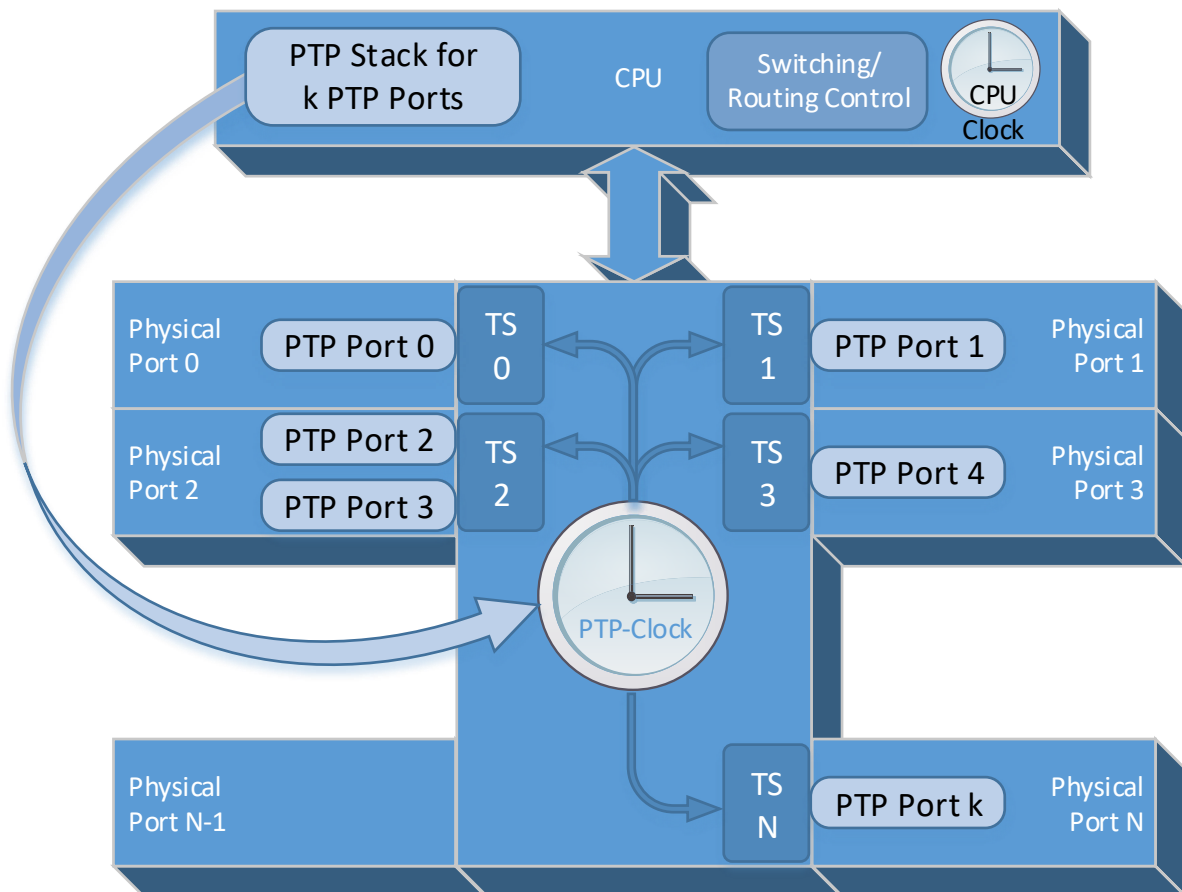 PTP Stack for
k PTP Ports
CPU
Switching/
Routing Control
CPU
Clock
Physical
Port 0
PTP Port 0
TS
0
TS
1
PTP Port 1
Physical
Port 1
Physical
Port 2
PTP Port 2
PTP Port 3
TS
2
TS
3
PTP Port 4
Physical
Port 3
PTP-Clock
Physical
Port N-1
TS
N
PTP Port k
Physical
Port N